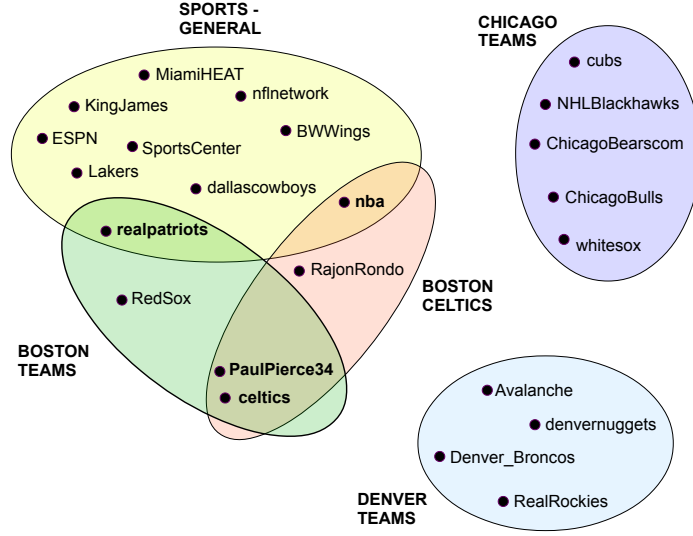 SPORTS -
GENERAL
CHICAGO
TEAMS
MiamiHEAT
cubs
KingJames
nflnetwork
NHLBlackhawks
ESPN
SportsCenter
BWWings
ChicagoBearscom
Lakers
dallascowboys
nba
ChicagoBulls
realpatriots
whitesox
RajonRondo
BOSTON
CELTICS
RedSox
BOSTON
TEAMS
PaulPierce34
celtics
Avalanche
denvernuggets
Denver_Broncos
DENVER
TEAMS
RealRockies